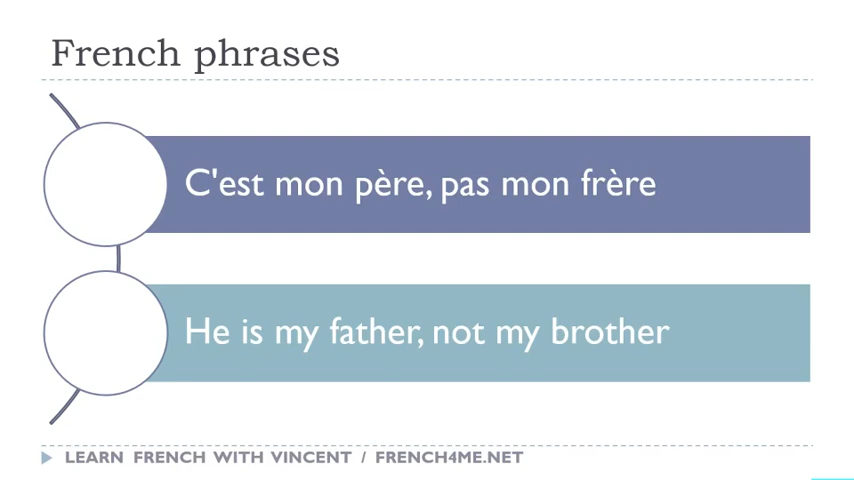 French phrases
C'est mon père, pas mon frère
He is my father, not my brother
LEARN FRENCH WITH VINCENT / FRENCH4ME.NET